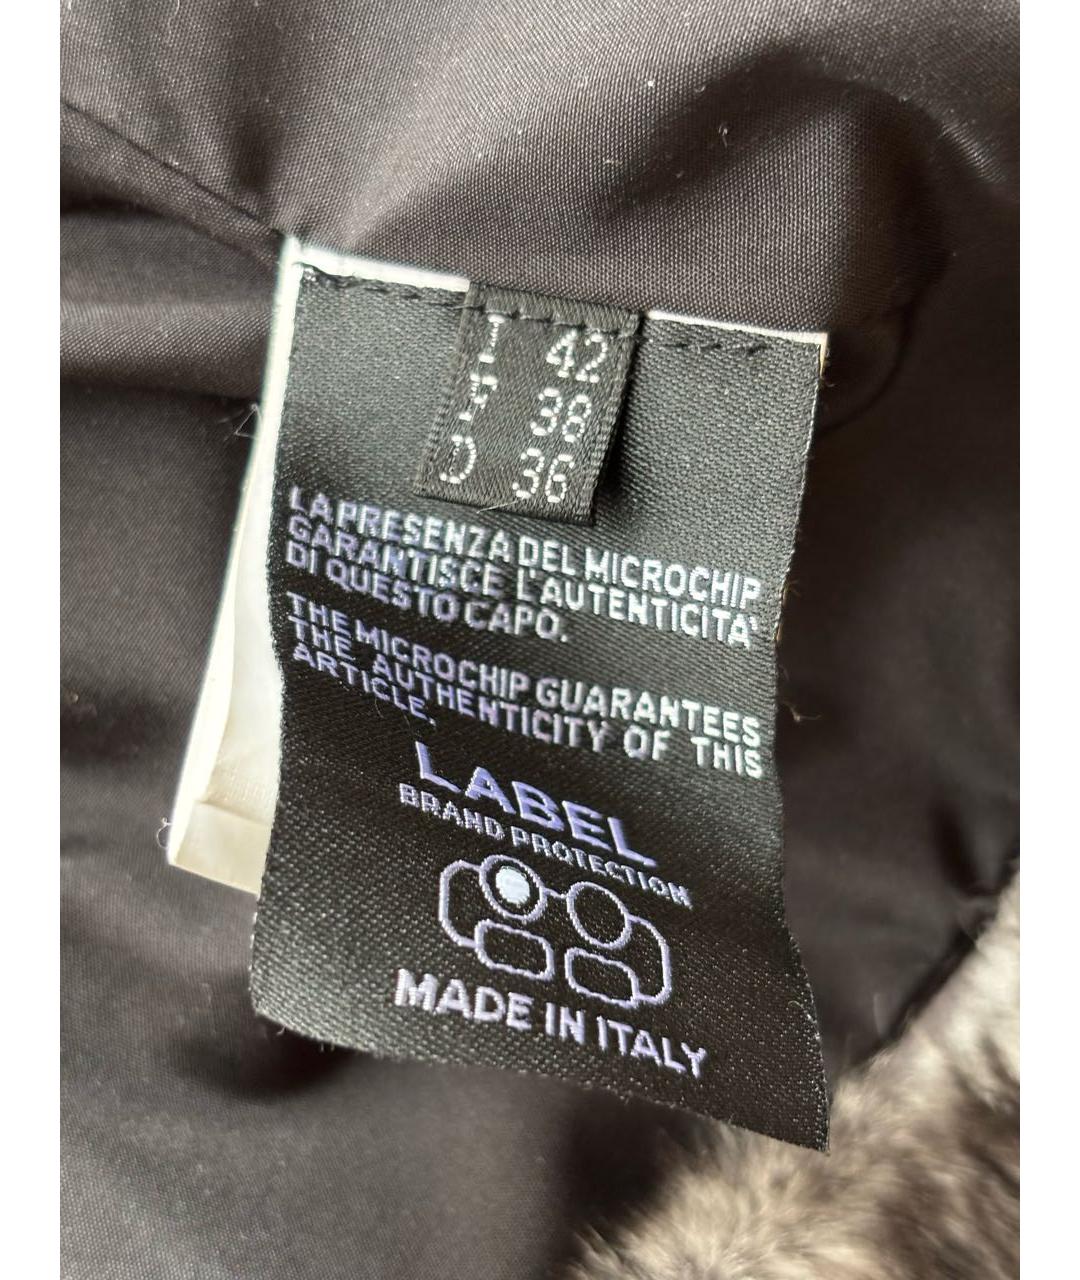 I 42
F 38
D 36
LA PRESENZA DEL MICROCHIP
GARANTISCE L'AUTENTICITA'
DI QUESTO CAPO.
THE MICROCHIP GUARANTEES
THE AUTHENTICITY OF THIS
ARTICLE.
LABEL
BRAND PROTECTION
MADE IN ITALY